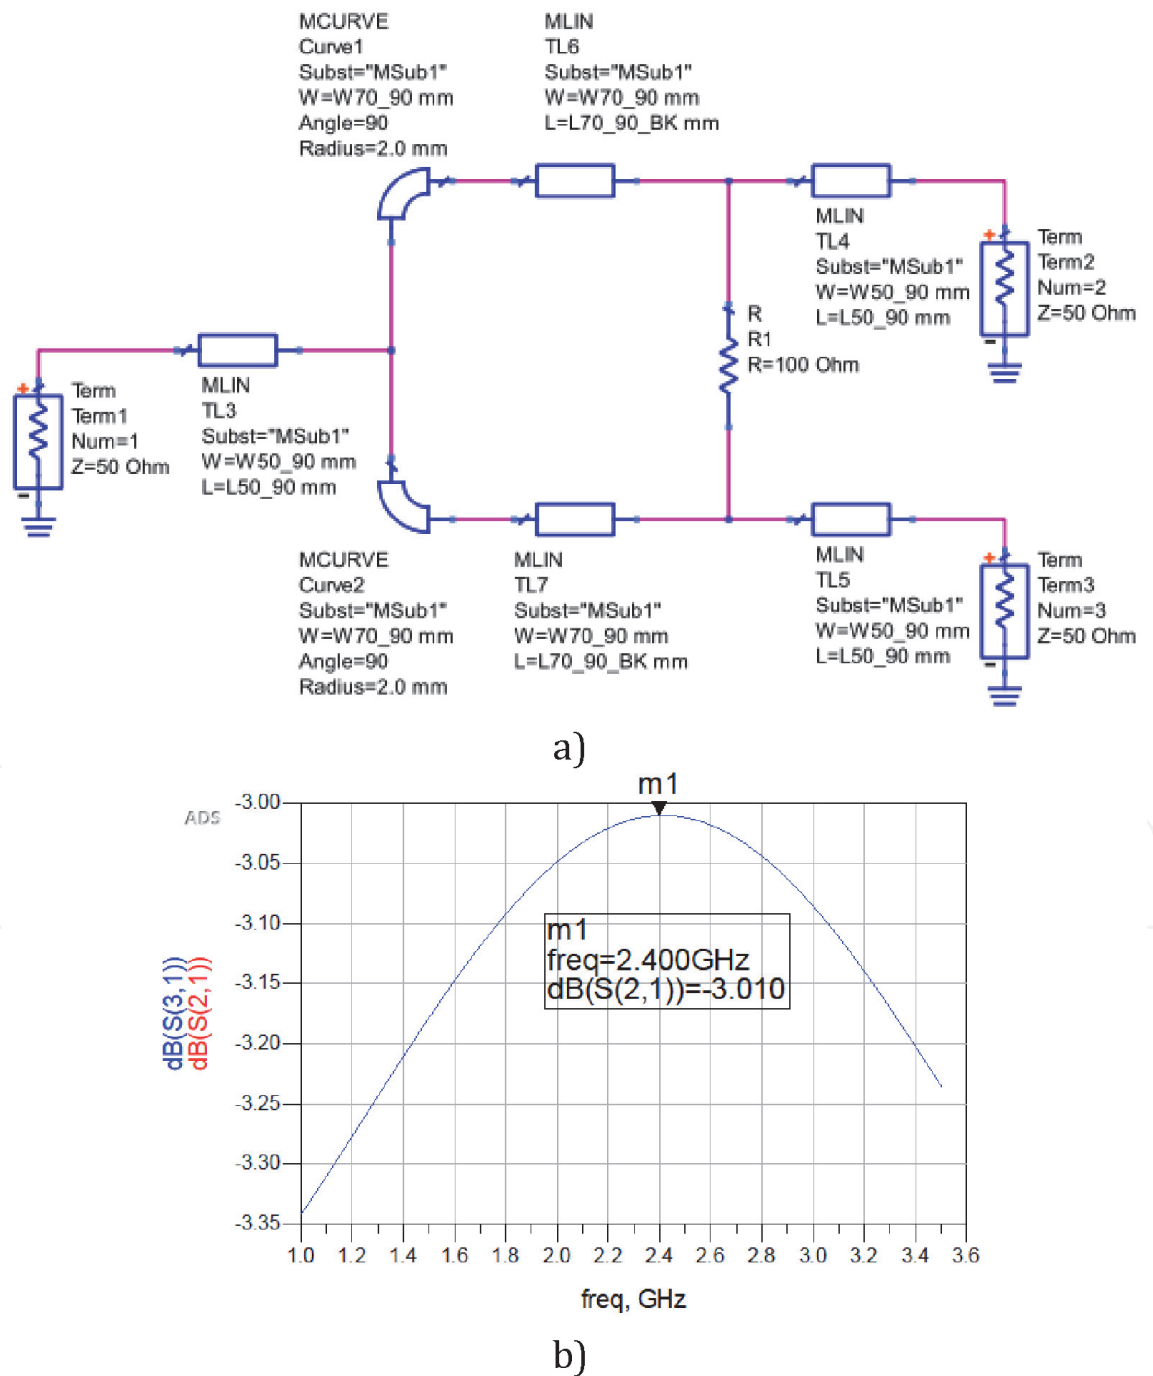 MCURVE
Curve1
Subst="MSub1"
W=W70_90 mm
Angle=90
Radius=2.0 mm
MLIN
TL6
Subst="MSub1"
W=W70_90 mm
L=L70_90_BK mm
MLIN
TL4
Subst="MSub1"
W=W50_90 mm
L=L50_90 mm
+
Term
Term2
Num=2
Z=50 Ohm
-
R
R1
R=100 Ohm
+
Term
Term1
Num=1
Z=50 Ohm
-
MLIN
TL3
Subst="MSub1"
W=W50_90 mm
L=L50_90 mm
MCURVE
Curve2
Subst="MSub1"
W=W70_90 mm
Angle=90
Radius=2.0 mm
MLIN
TL7
Subst="MSub1"
W=W70_90 mm
L=L70_90_BK mm
MLIN
TL5
Subst="MSub1"
W=W50_90 mm
L=L50_90 mm
+
Term
Term3
Num=3
Z=50 Ohm
-
a)
m1
ADS
-3.00
-3.05
-3.10
-3.15
-3.20
-3.25
-3.30
-3.35
dB(S(3,1))
dB(S(2,1))
m1
freq=2.400GHz
dB(S(2,1))=-3.010
1.0 1.2 1.4 1.6 1.8 2.0 2.2 2.4 2.6 2.8 3.0 3.2 3.4 3.6
freq, GHz
b)